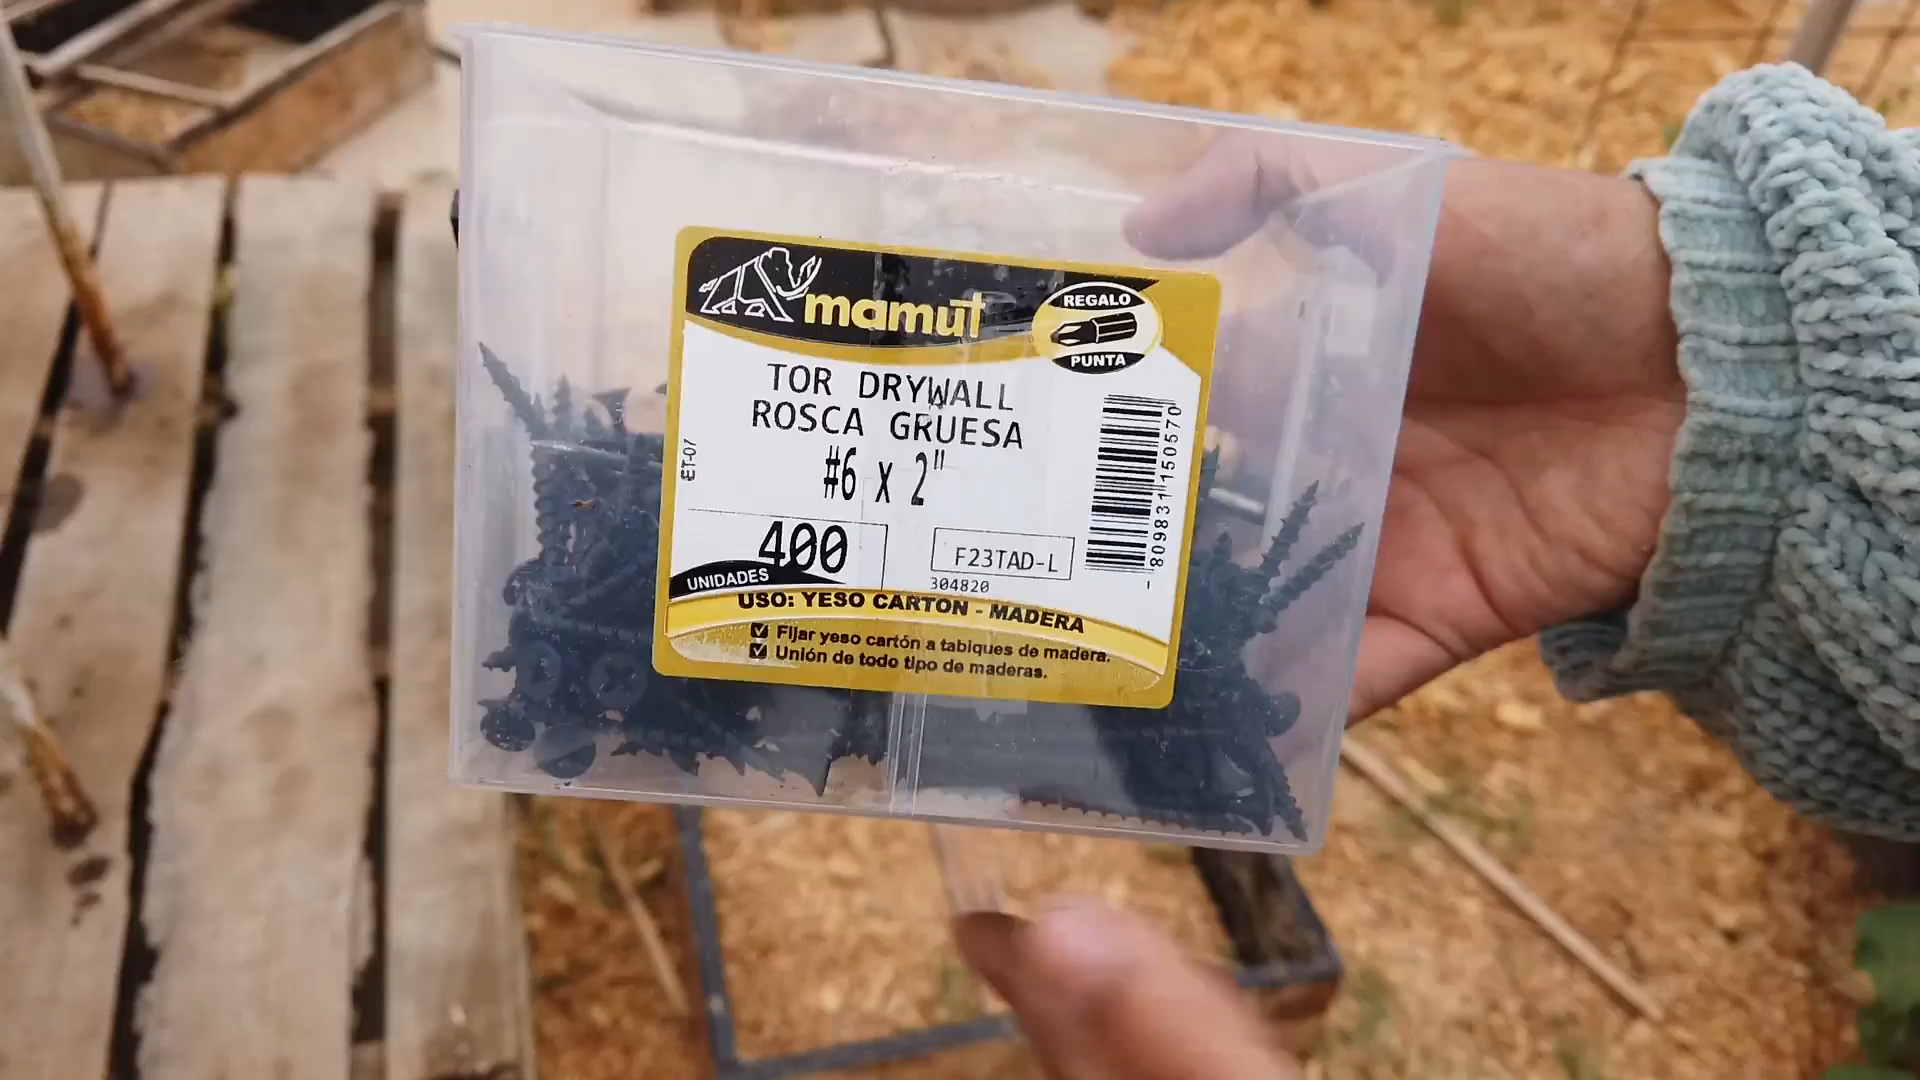 mamut
REGALO
PUNTA
TOR DRYWALL
ROSCA GRUESA
#6 x 2"
ET-07
400
UNIDADES
F23TAD-L
304820
809831150570
USO: YESO CARTON - MADERA
Fijar yeso cartón a tabiques de madera.
Unión de todo tipo de maderas.